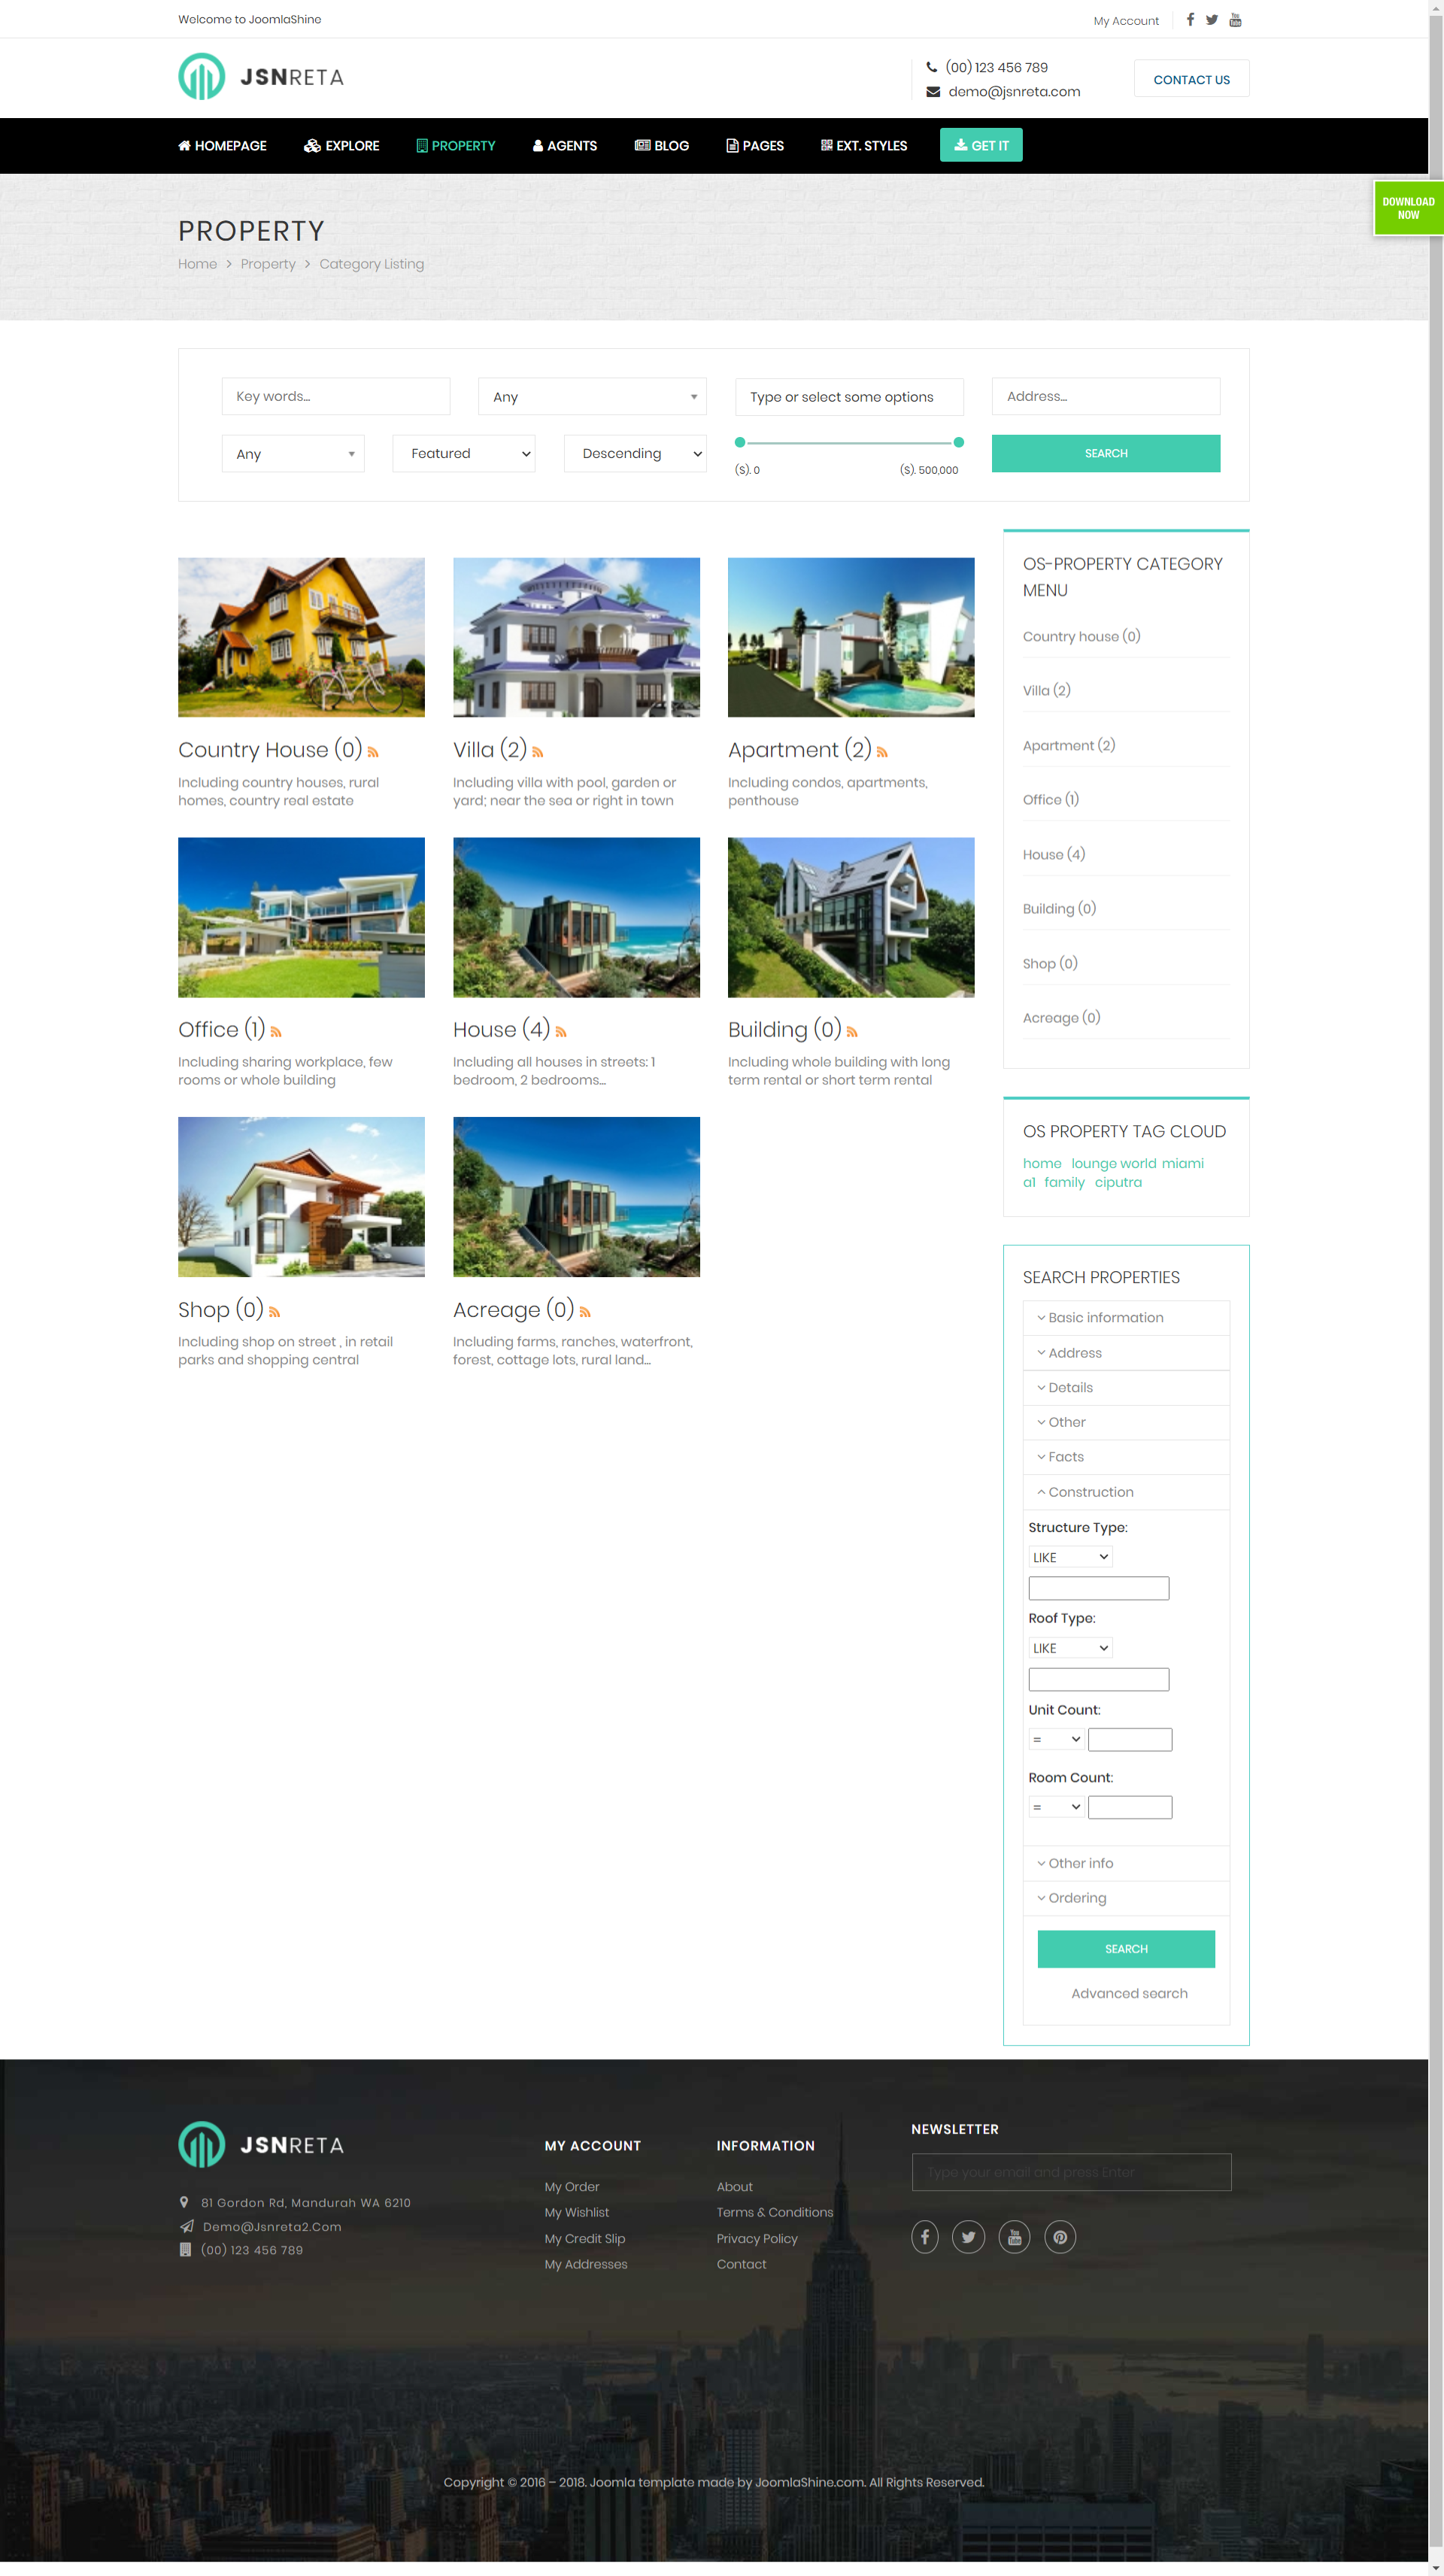 Welcome to JoomlaShine
My Account
JSNRETA
(00) 123 456 789
demo@jsnreta.com
CONTACT US
HOMEPAGE
EXPLORE
PROPERTY
AGENTS
BLOG
PAGES
EXT. STYLES
GET IT
DOWNLOAD
NOW
PROPERTY
Home > Property > Category Listing
Key words...
Any
Type or select some options
Address...
Any
Featured
Descending
($). 0
($). 500,000
SEARCH
Country House (0)
Including country houses, rural
homes, country real estate
Villa (2)
Including villa with pool, garden or
yard; near the sea or right in town
Apartment (2)
Including condos, apartments,
penthouse
Office (1)
Including sharing workplace, few
rooms or whole building
House (4)
Including all houses in streets: 1
bedroom, 2 bedrooms...
Building (0)
Including whole building with long
term rental or short term rental
Shop (0)
Including shop on street , in retail
parks and shopping central
Acreage (0)
Including farms, ranches, waterfront,
forest, cottage lots, rural land...
OS-PROPERTY CATEGORY
MENU
Country house (0)
Villa (2)
Apartment (2)
Office (1)
House (4)
Building (0)
Shop (0)
Acreage (0)
OS PROPERTY TAG CLOUD
home lounge world miami
a1 family ciputra
SEARCH PROPERTIES
Basic information
Address
Details
Other
Facts
Construction
Structure Type:
LIKE
Roof Type:
LIKE
Unit Count:
=
Room Count:
=
Other info
Ordering
SEARCH
Advanced search
JSNRETA
81 Gordon Rd, Mandurah WA 6210
Demo@Jsnreta2.Com
(00) 123 456 789
MY ACCOUNT
My Order
My Wishlist
My Credit Slip
My Addresses
INFORMATION
About
Terms & Conditions
Privacy Policy
Contact
NEWSLETTER
Type your email and press Enter
Copyright © 2016 – 2018. Joomla template made by JoomlaShine.com. All Rights Reserved.